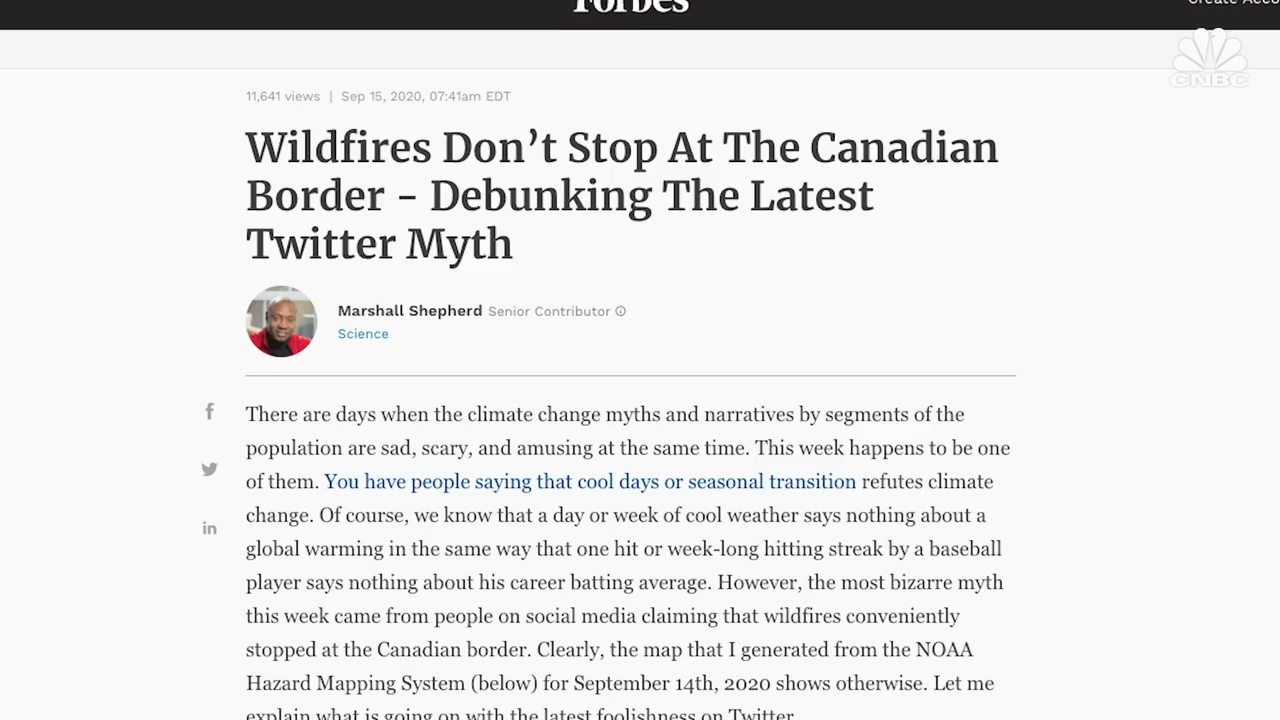 Forbes
Create Acco
CNBC
11,641 views | Sep 15, 2020, 07:41am EDT
Wildfires Don’t Stop At The Canadian
Border – Debunking The Latest
Twitter Myth
Marshall Shepherd Senior Contributor
Science
There are days when the climate change myths and narratives by segments of the
population are sad, scary, and amusing at the same time. This week happens to be one
of them. You have people saying that cool days or seasonal transition refutes climate
change. Of course, we know that a day or week of cool weather says nothing about a
global warming in the same way that one hit or week-long hitting streak by a baseball
player says nothing about his career batting average. However, the most bizarre myth
this week came from people on social media claiming that wildfires conveniently
stopped at the Canadian border. Clearly, the map that I generated from the NOAA
Hazard Mapping System (below) for September 14th, 2020 shows otherwise. Let me
explain what is going on with the latest foolishness on Twitter.